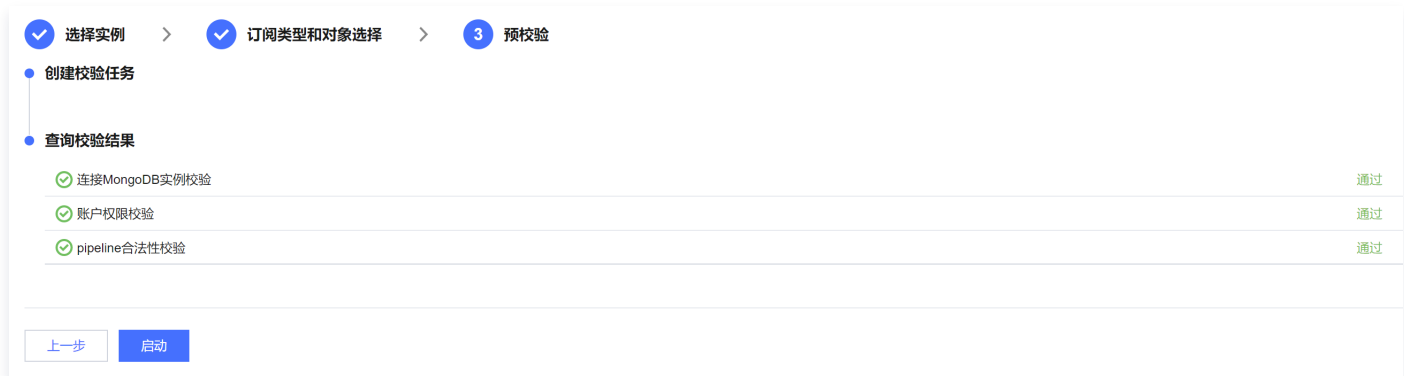 选择实例 > 订阅类型和对象选择 > 3 预校验
创建校验任务
查询校验结果
连接MongoDB实例校验 通过
账户权限校验 通过
pipeline合法性校验 通过
上一步 启动